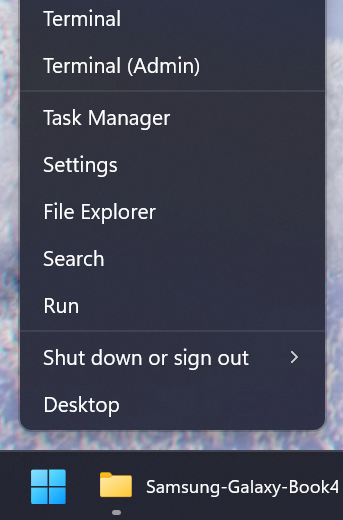 Terminal
Terminal (Admin)
Task Manager
Settings
File Explorer
Search
Run
Shut down or sign out
Desktop
Samsung-Galaxy-Book4